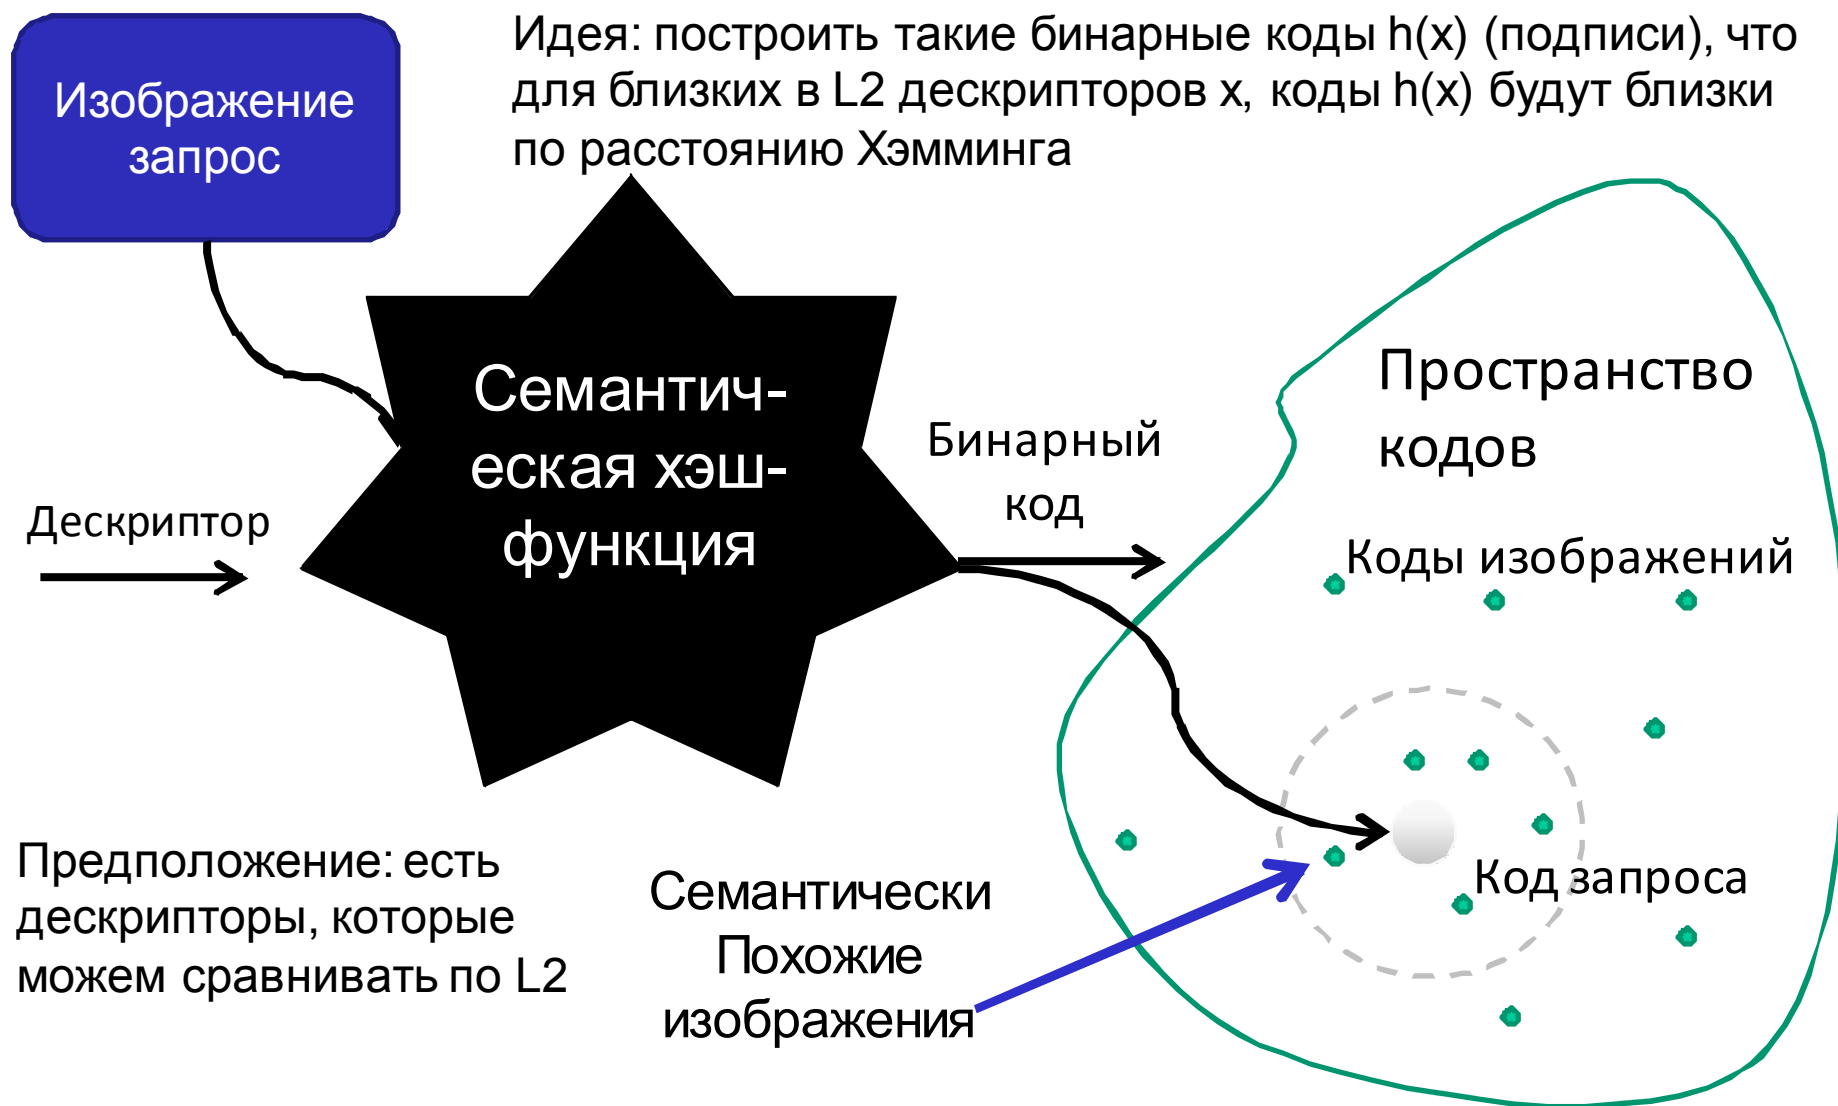 Изображение
запрос
Идея: построить такие бинарные коды h(x) (подписи), что
для близких в L2 дескрипторов x, коды h(x) будут близки
по расстоянию Хэмминга
Семантич-
еская хэш-
функция
Дескриптор
Бинарный
код
Пространство
кодов
Коды изображений
Код запроса
Предположение: есть
дескрипторы, которые
можем сравнивать по L2
Семантически
Похожие
изображения